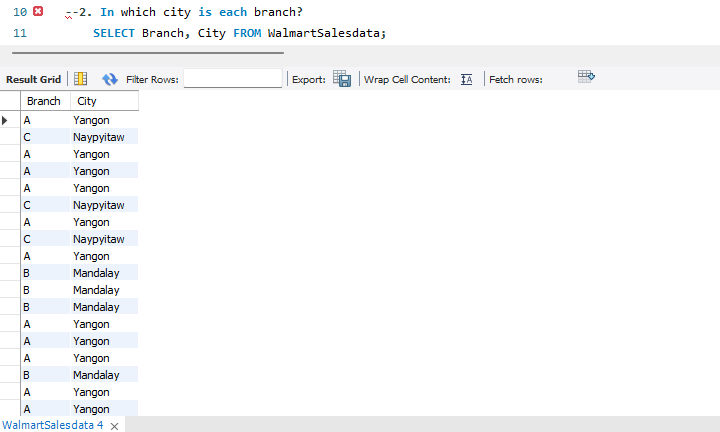 10 --2. In which city is each branch?
11 SELECT Branch, City FROM WalmartSalesdata;
Result Grid Filter Rows: Export: Wrap Cell Content: IA Fetch rows:
Branch City
A Yangon
C Naypyitaw
A Yangon
A Yangon
A Yangon
C Naypyitaw
A Yangon
C Naypyitaw
A Yangon
B Mandalay
B Mandalay
B Mandalay
A Yangon
A Yangon
A Yangon
B Mandalay
A Yangon
A Yangon
WalmartSalesdata 4